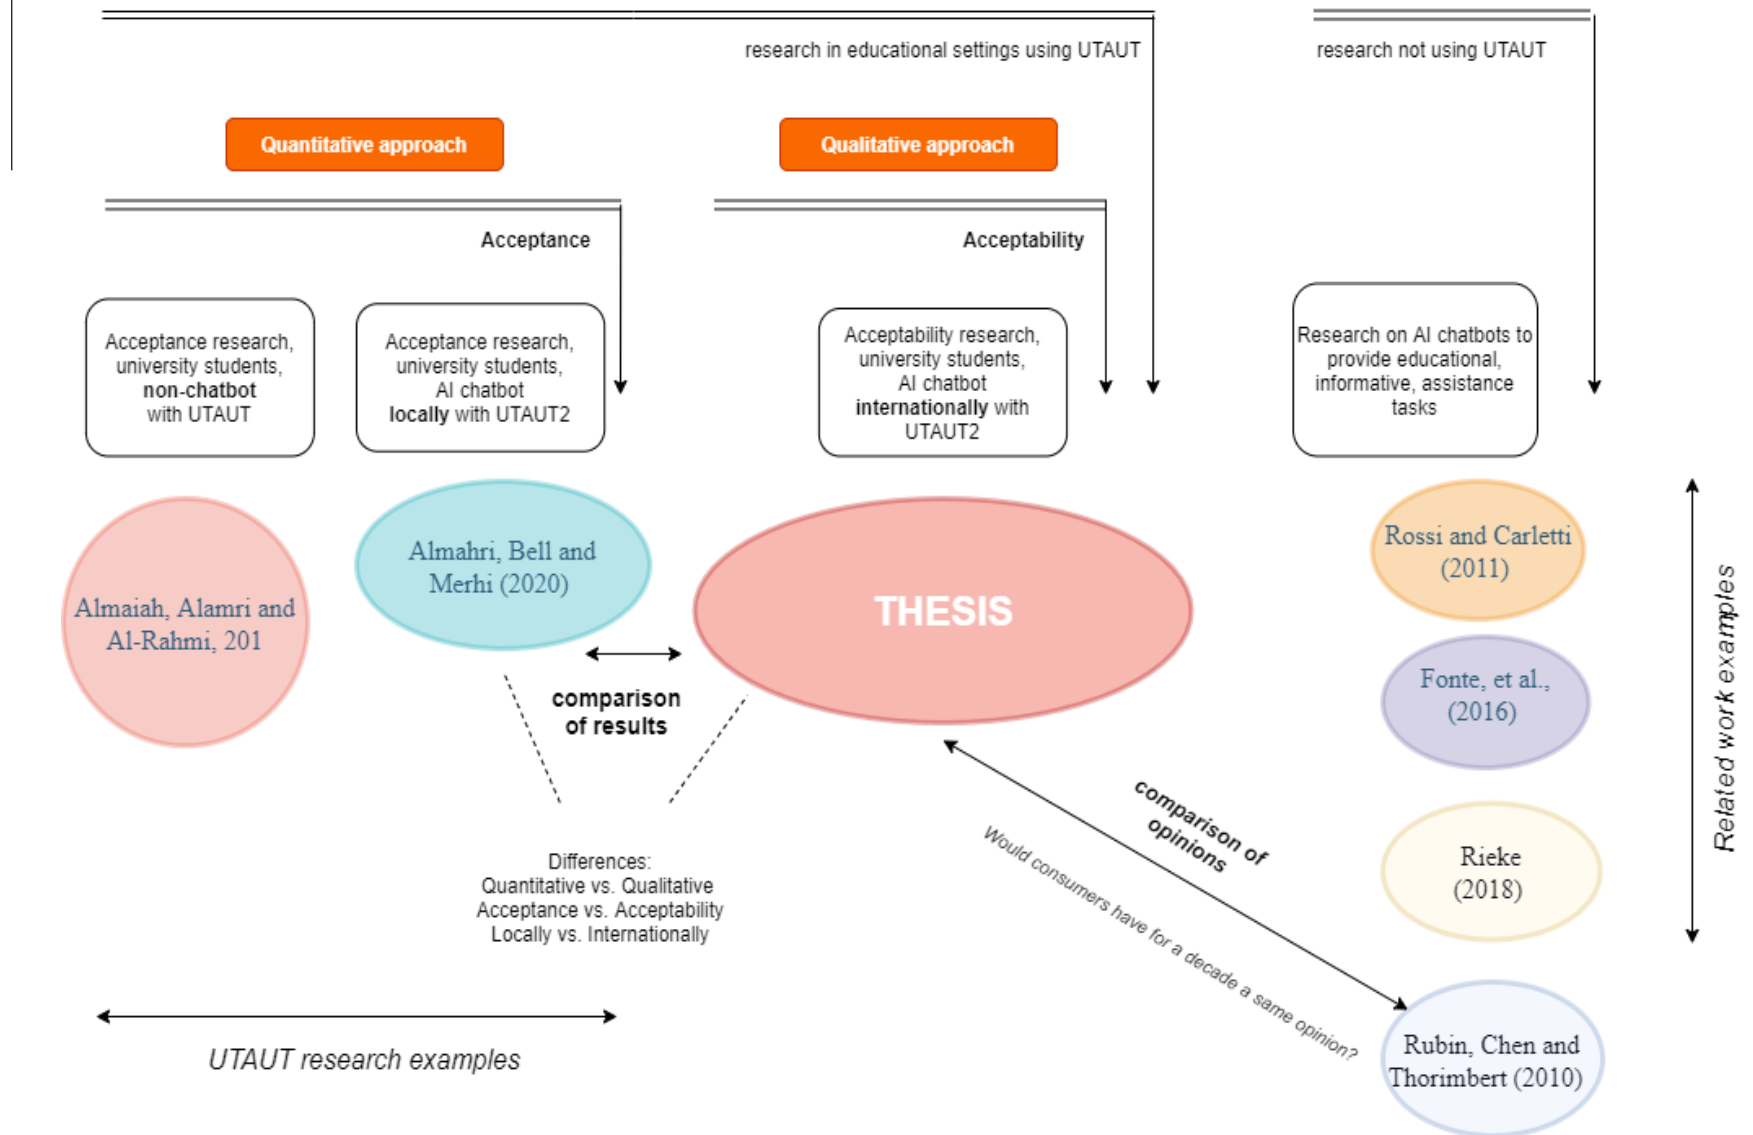 research in educational settings using UTAUT
research not using UTAUT
Quantitative approach
Qualitative approach
Acceptance
Acceptability
Acceptance research,
university students,
non-chatbot
with UTAUT
Acceptance research,
university students,
AI chatbot
locally with UTAUT2
Acceptability research,
university students,
AI chatbot
internationally with
UTAUT2
Research on AI chatbots to
provide educational,
informative, assistance
tasks
Almaiah, Alamri and
Al-Rahmi, 201
Almahri, Bell and
Merhi (2020)
THESIS
Rossi and Carletti
(2011)
Fonte, et al.,
(2016)
Rieke
(2018)
Rubin, Chen and
Thorimbert (2010)
Related work examples
comparison
of results
comparison of
opinions
Would consumers have for a decade a same opinion?
Differences:
Quantitative vs. Qualitative
Acceptance vs. Acceptability
Locally vs. Internationally
UTAUT research examples